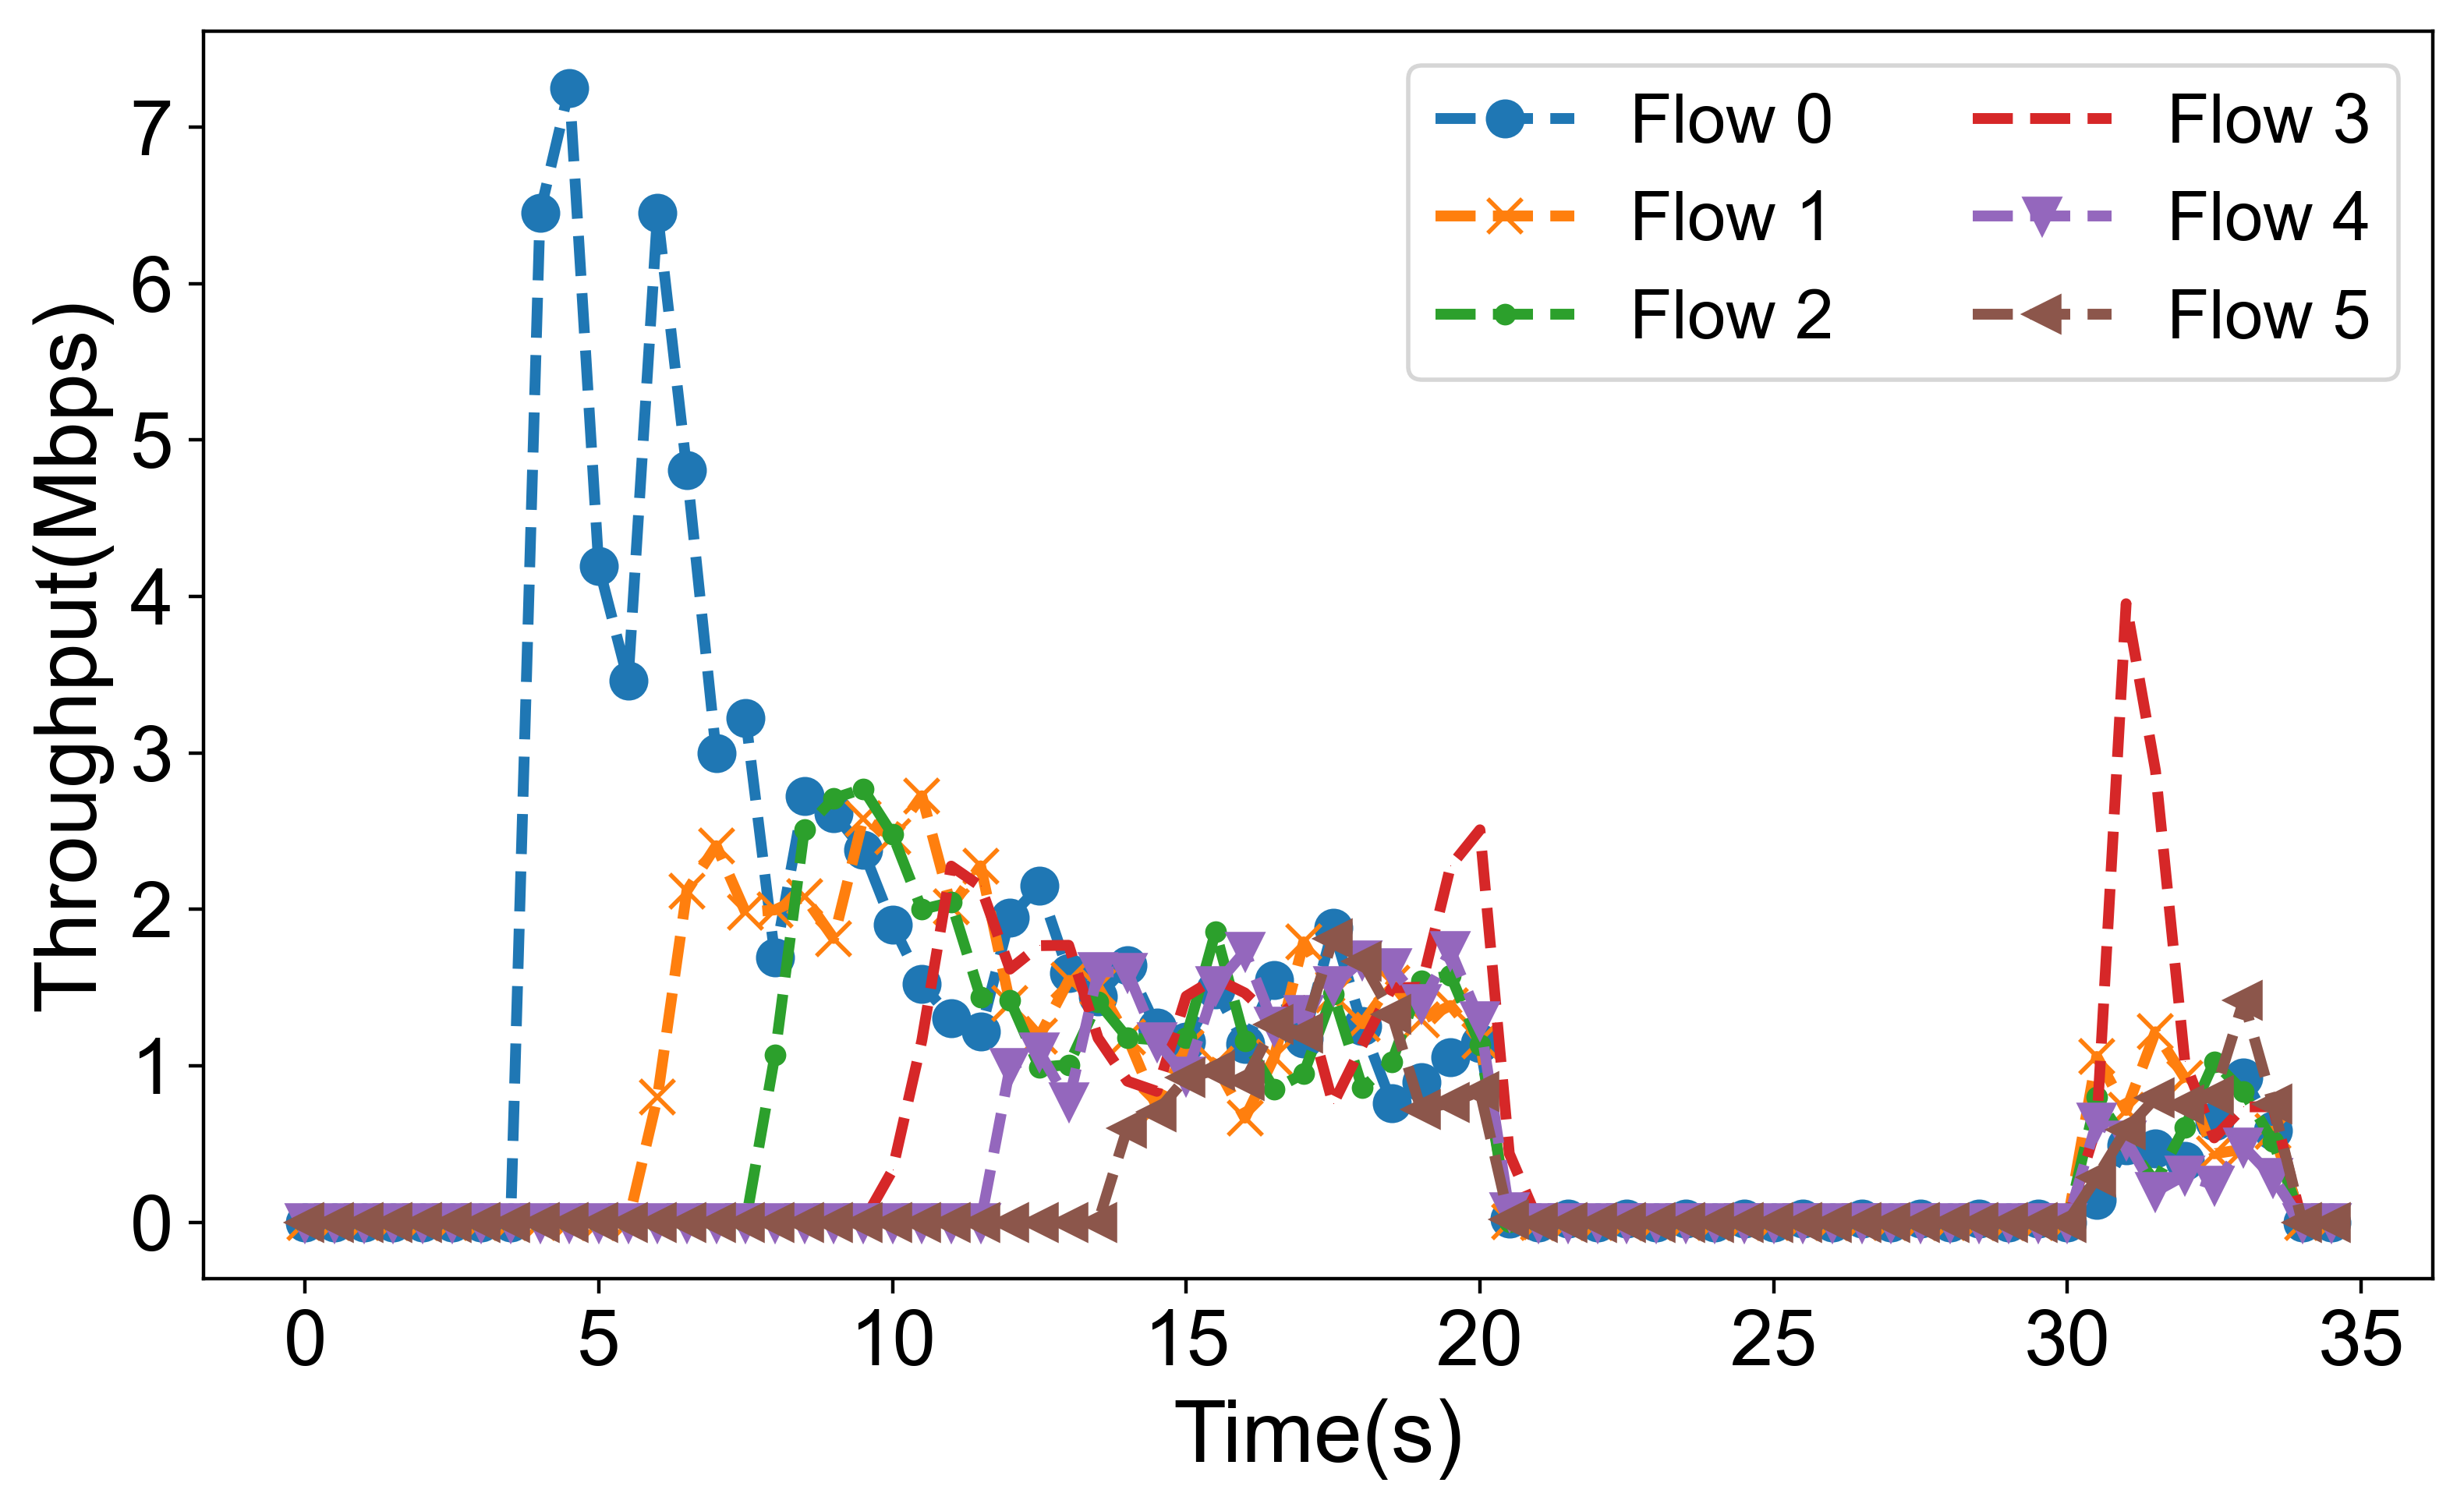 Throughput(Mbps)
7
6
5
4
3
2
1
0
Flow 0
Flow 1
Flow 2
Flow 3
Flow 4
Flow 5
0 5 10 15 20 25 30 35
Time(s)